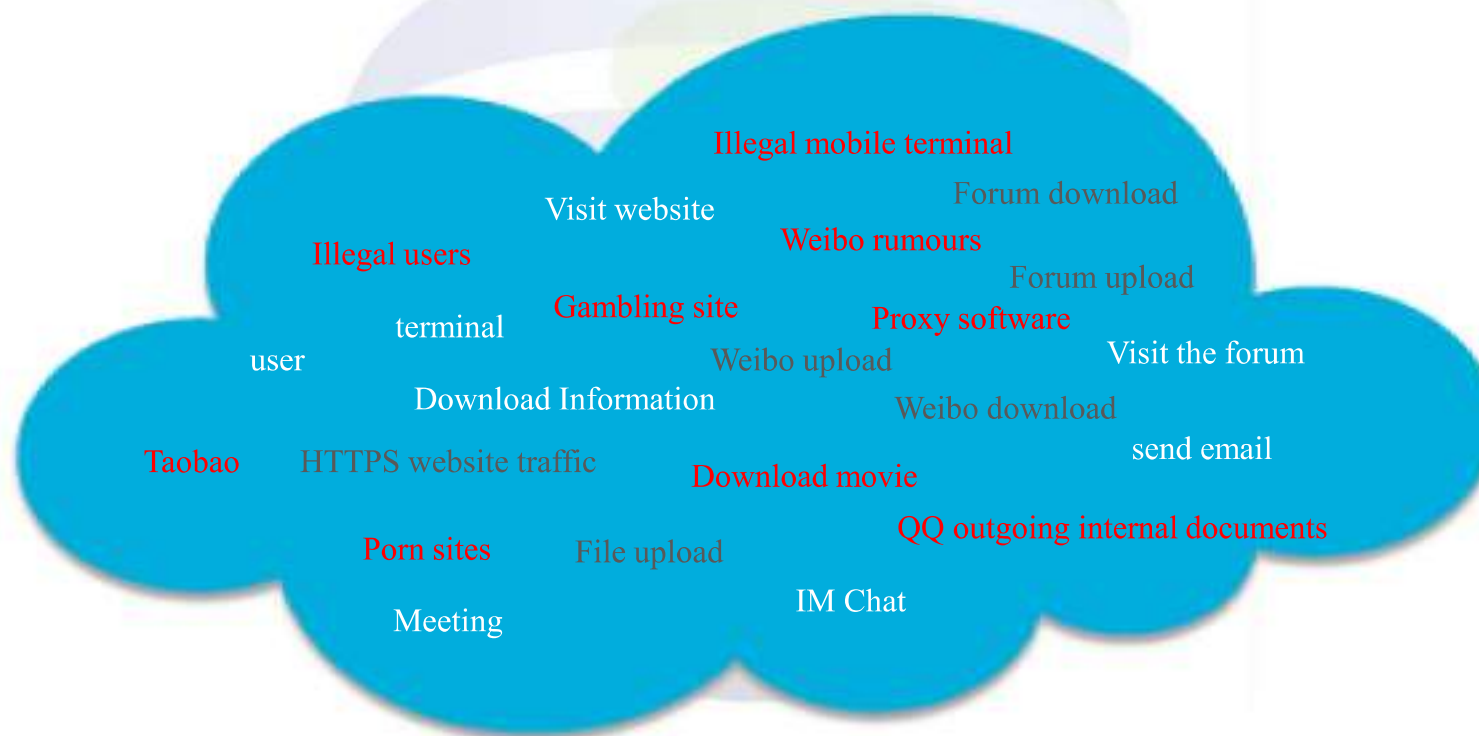 Illegal mobile terminal
Forum download
Visit website
Weibo rumours
Illegal users
Forum upload
Gambling site
Proxy software
terminal
Visit the forum
user
Weibo upload
Download Information
Weibo download
send email
Taobao
HTTPS website traffic
Download movie
QQ outgoing internal documents
Porn sites
File upload
IM Chat
Meeting